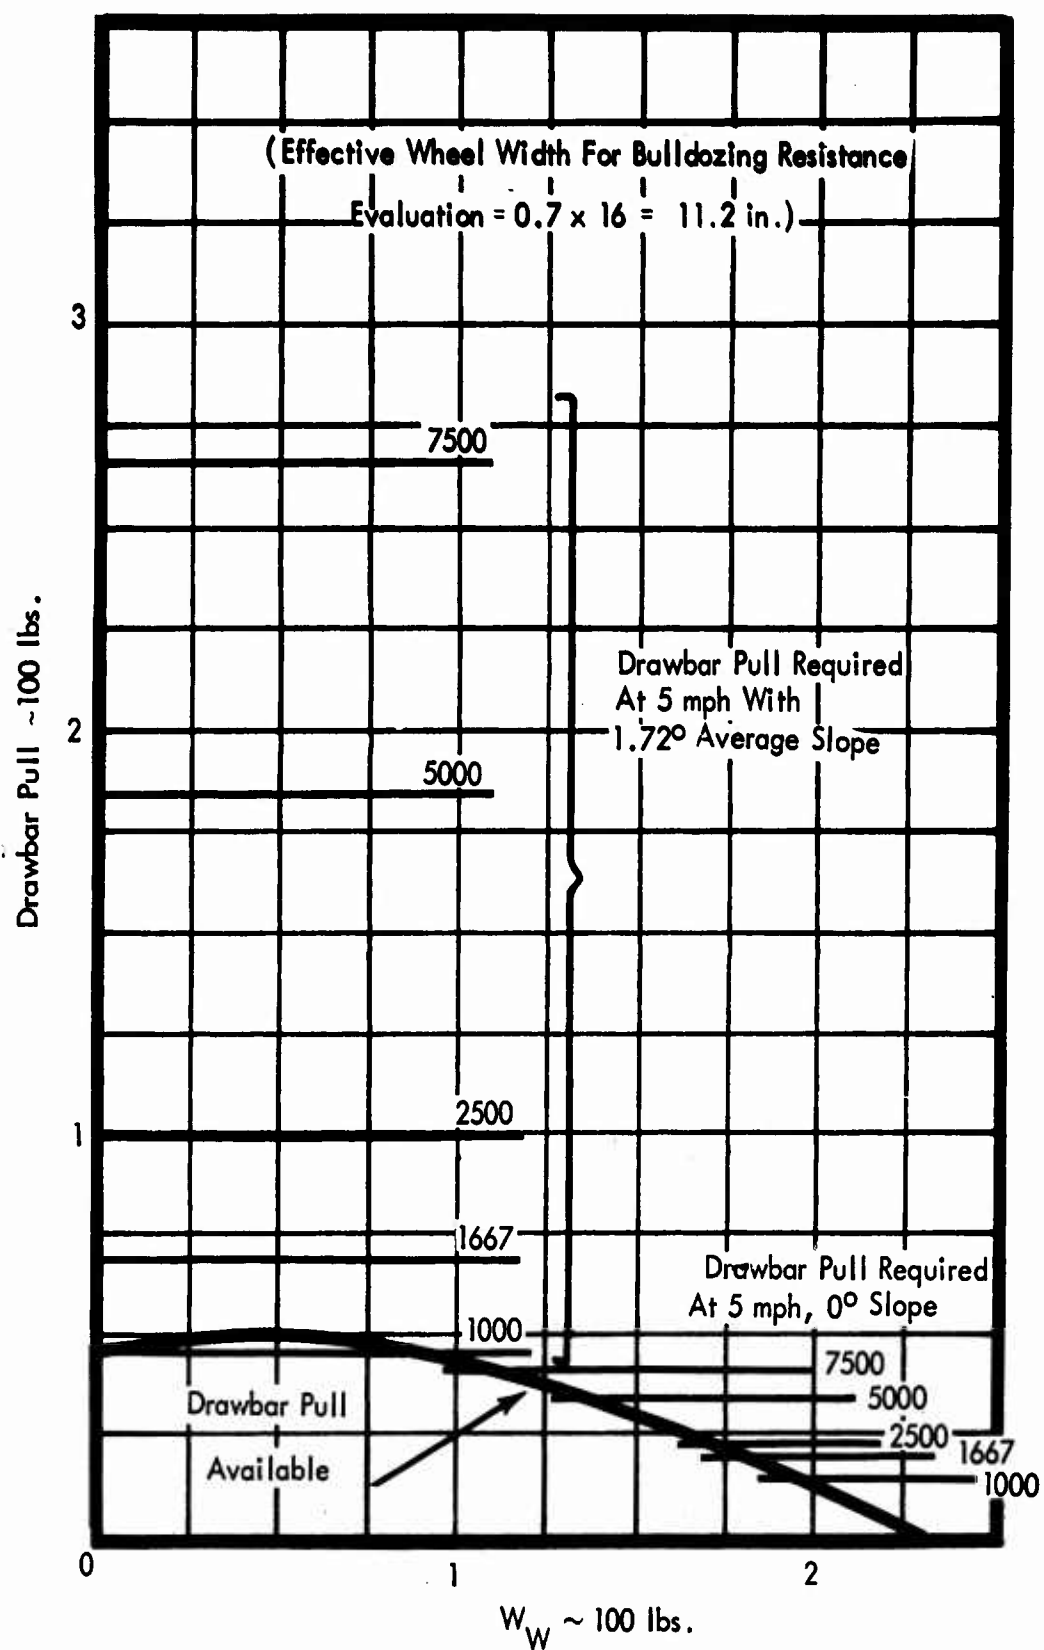 (Effective Wheel Width For Bulldozing Resistance
Evaluation = 0.7 x 16 = 11.2 in.)
3
7500
Drawbar Pull Required
At 5 mph With
1.72° Average Slope
2
5000
Drawbar Pull ~100 lbs.
2500
1
1667
Drawbar Pull Required
At 5 mph, 0° Slope
1000
7500
Drawbar Pull
5000
2500
1667
Available
1000
0
1
2
W_W ~ 100 lbs.